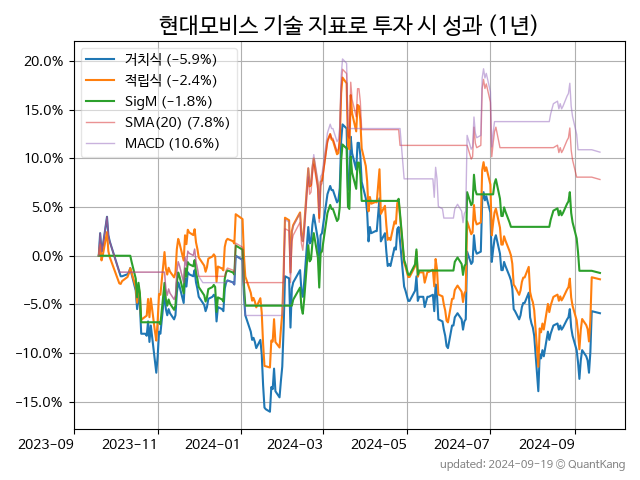 현대모비스 기술 지표로 투자 시 성과 (1년)
거치식 (−5.9%)
적립식 (−2.4%)
SigM (−1.8%)
SMA(20) (7.8%)
MACD (10.6%)
20.0%
15.0%
10.0%
5.0%
0.0%
−5.0%
−10.0%
−15.0%
2023-09 2023-11 2024-01 2024-03 2024-05 2024-07 2024-09
updated: 2024-09-19 © QuantKang